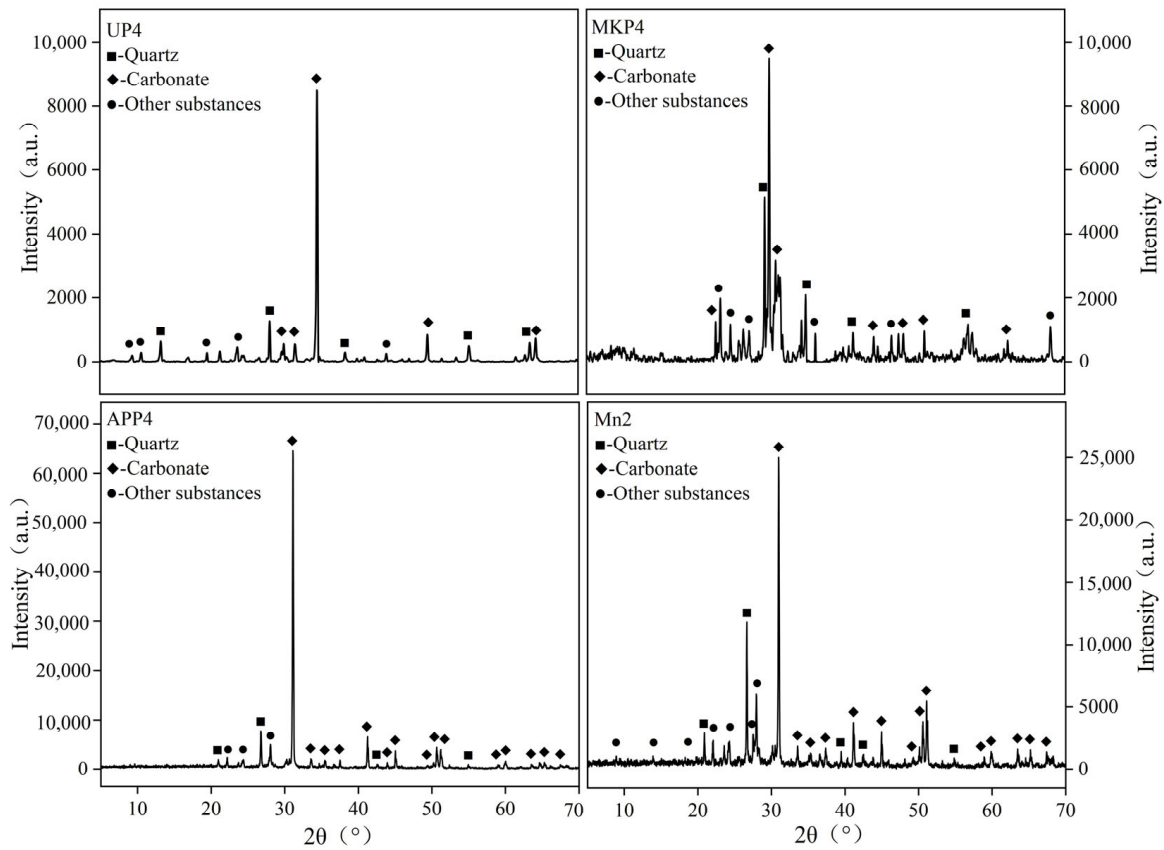 UP4
■-Quartz
◆-Carbonate
●-Other substances
10,000
8000
6000
4000
2000
0
Intensity（a.u.）
MKP4
■-Quartz
◆-Carbonate
●-Other substances
10,000
8000
6000
4000
2000
0
Intensity（a.u.）
APP4
■-Quartz
◆-Carbonate
●-Other substances
70,000
60,000
50,000
40,000
30,000
20,000
10,000
0
Intensity（a.u.）
10 20 30 40 50 60 70
2θ（°）
Mn2
■-Quartz
◆-Carbonate
●-Other substances
25,000
20,000
15,000
10,000
5000
0
Intensity（a.u.）
10 20 30 40 50 60 70
2θ（°）